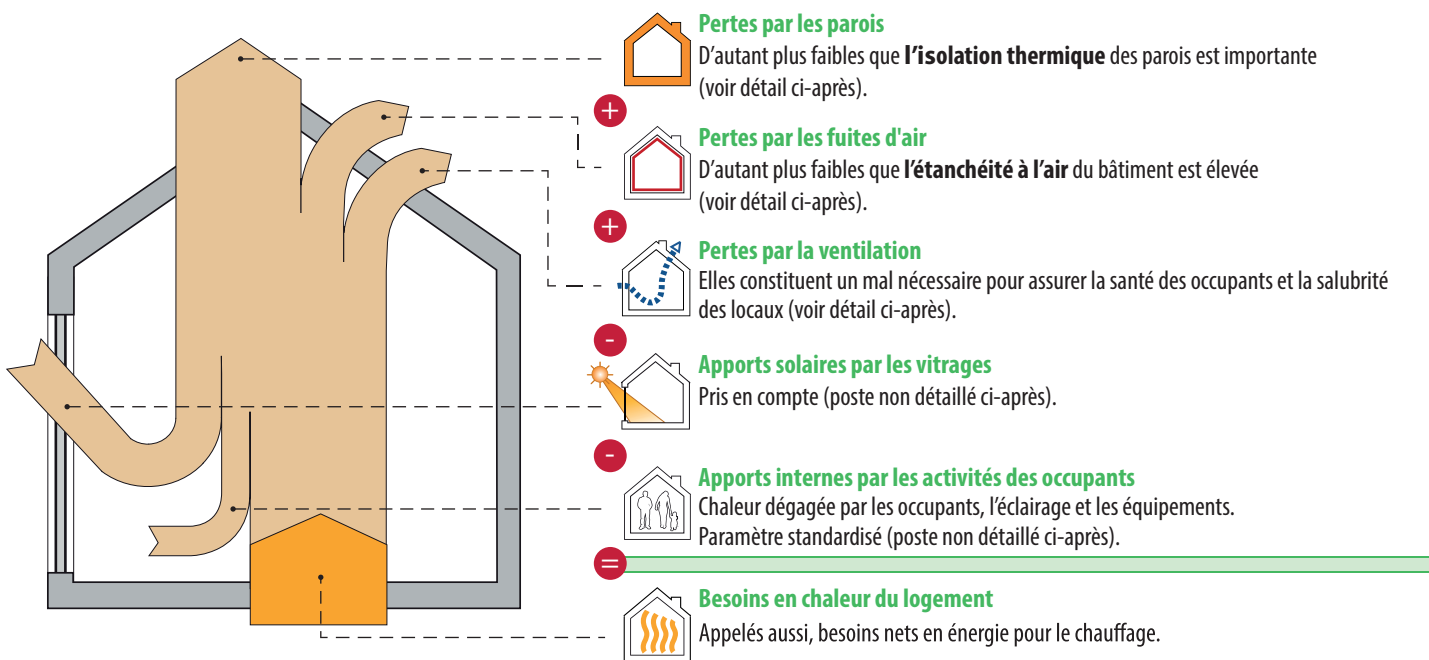 Pertes par les parois
D'autant plus faibles que l'isolation thermique des parois est importante
(voir détail ci-après).
+
Pertes par les fuites d'air
D'autant plus faibles que l'étanchéité à l'air du bâtiment est élevée
(voir détail ci-après).
+
Pertes par la ventilation
Elles constituent un mal nécessaire pour assurer la santé des occupants et la salubrité
des locaux (voir détail ci-après).
-
Apports solaires par les vitrages
Pris en compte (poste non détaillé ci-après).
-
Apports internes par les activités des occupants
Chaleur dégagée par les occupants, l'éclairage et les équipements.
Paramètre standardisé (poste non détaillé ci-après).
=
Besoins en chaleur du logement
Appelés aussi, besoins nets en énergie pour le chauffage.